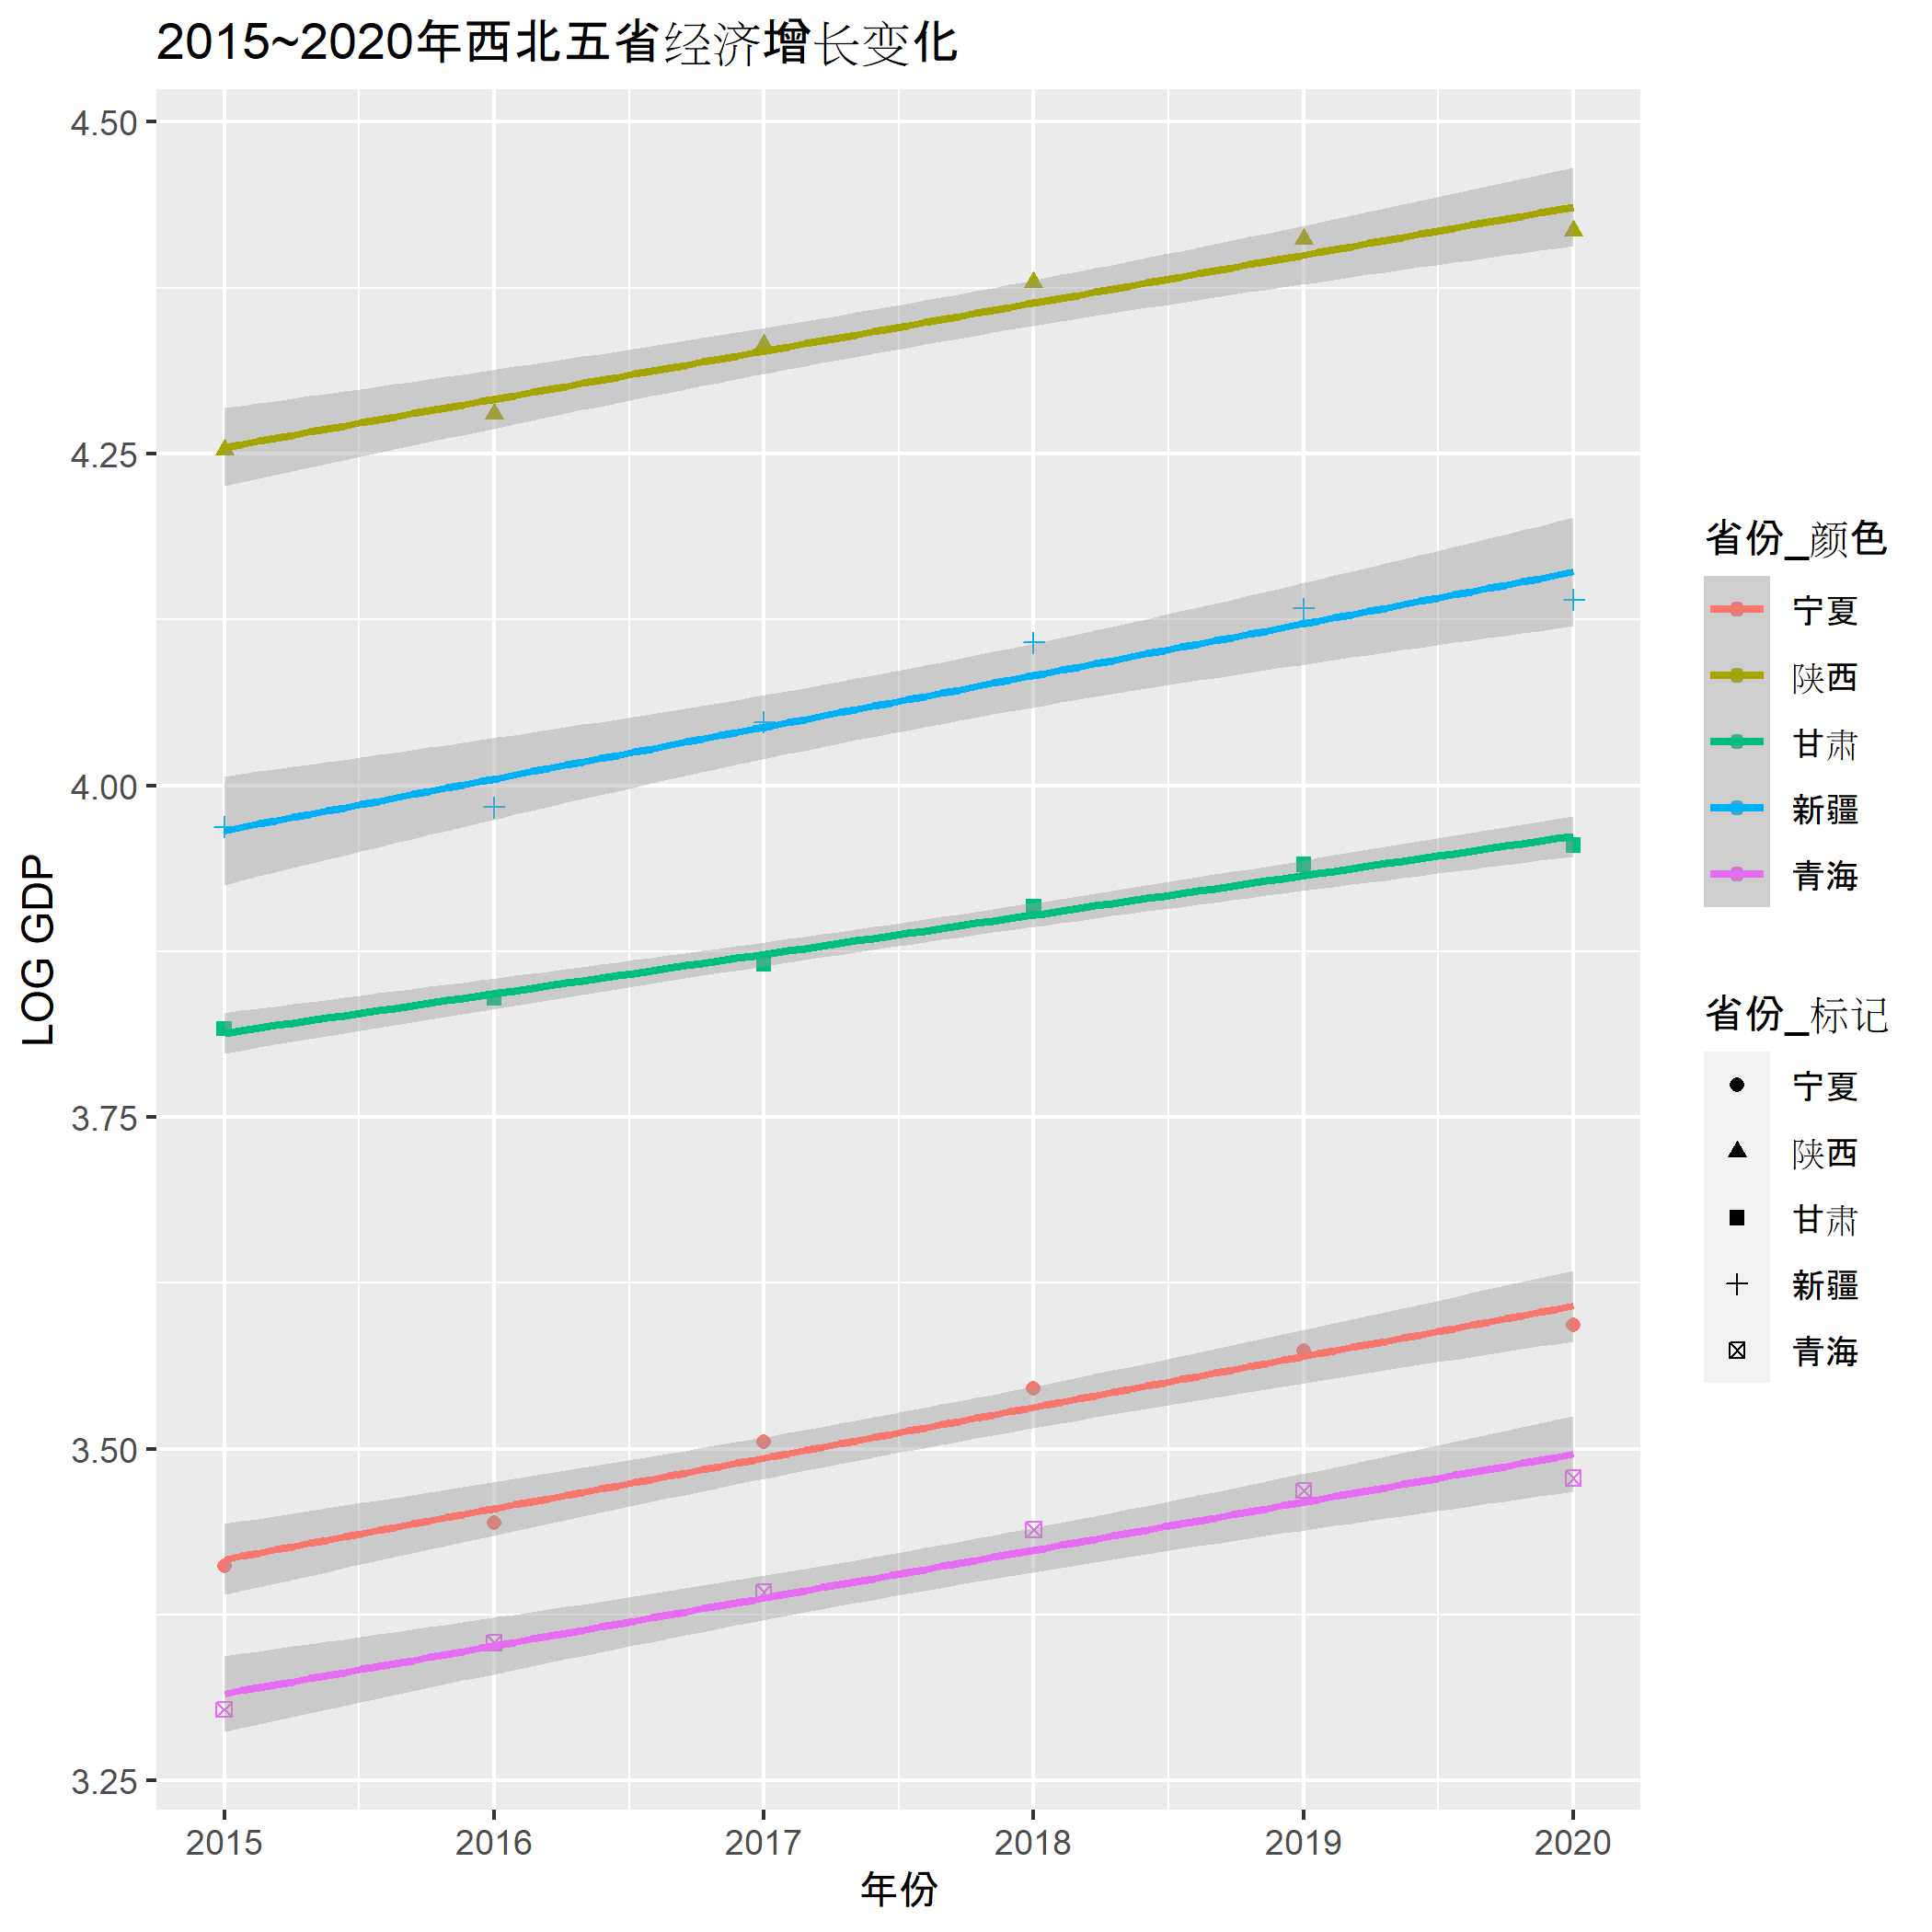 2015~2020年西北五省经济增长变化
4.50
4.25
4.00
3.75
3.50
3.25
LOG GDP
2015 2016 2017 2018 2019 2020
年份
省份_颜色
宁夏
陕西
甘肃
新疆
青海
省份_标记
宁夏
陕西
甘肃
新疆
青海